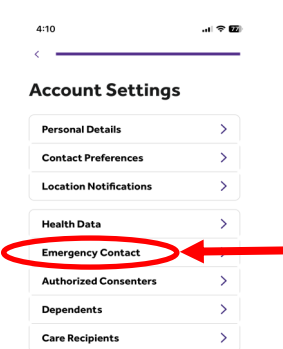 4:10
77
Account Settings
Personal Details
Contact Preferences
Location Notifications
Health Data
Emergency Contact
Authorized Consenters
Dependents
Care Recipients